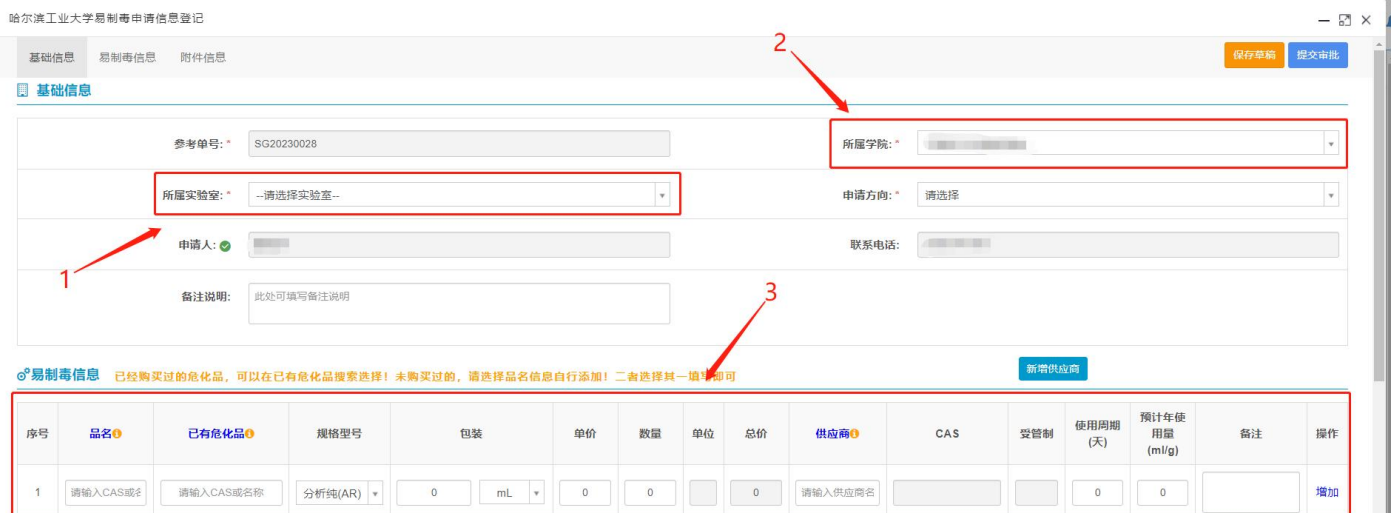 哈尔滨工业大学易制毒申请信息登记
基础信息 易制毒信息 附件信息 2 保存草稿 提交审批
基础信息
参考单号: * SG20230028 所属学院: *
所属实验室: * --请选择实验室-- 申请方向: * 请选择
申请人: 联系电话:
1
备注说明: 此处可填写备注说明 3
易制毒信息 已经购买过的危化品，可以在已有危化品搜索选择！未购买过的，请选择品名信息自行添加！二者选择其一填写即可 新增供应商
序号 品名 已有危化品 规格型号 包装 单价 数量 单位 总价 供应商 CAS 受管制 使用周期(天) 预计年使用量(ml/g) 备注 操作
1 请输入CAS或 请输入CAS或名称 分析纯(AR) 0 mL 0 0 0 请输入供应商名 0 0 增加